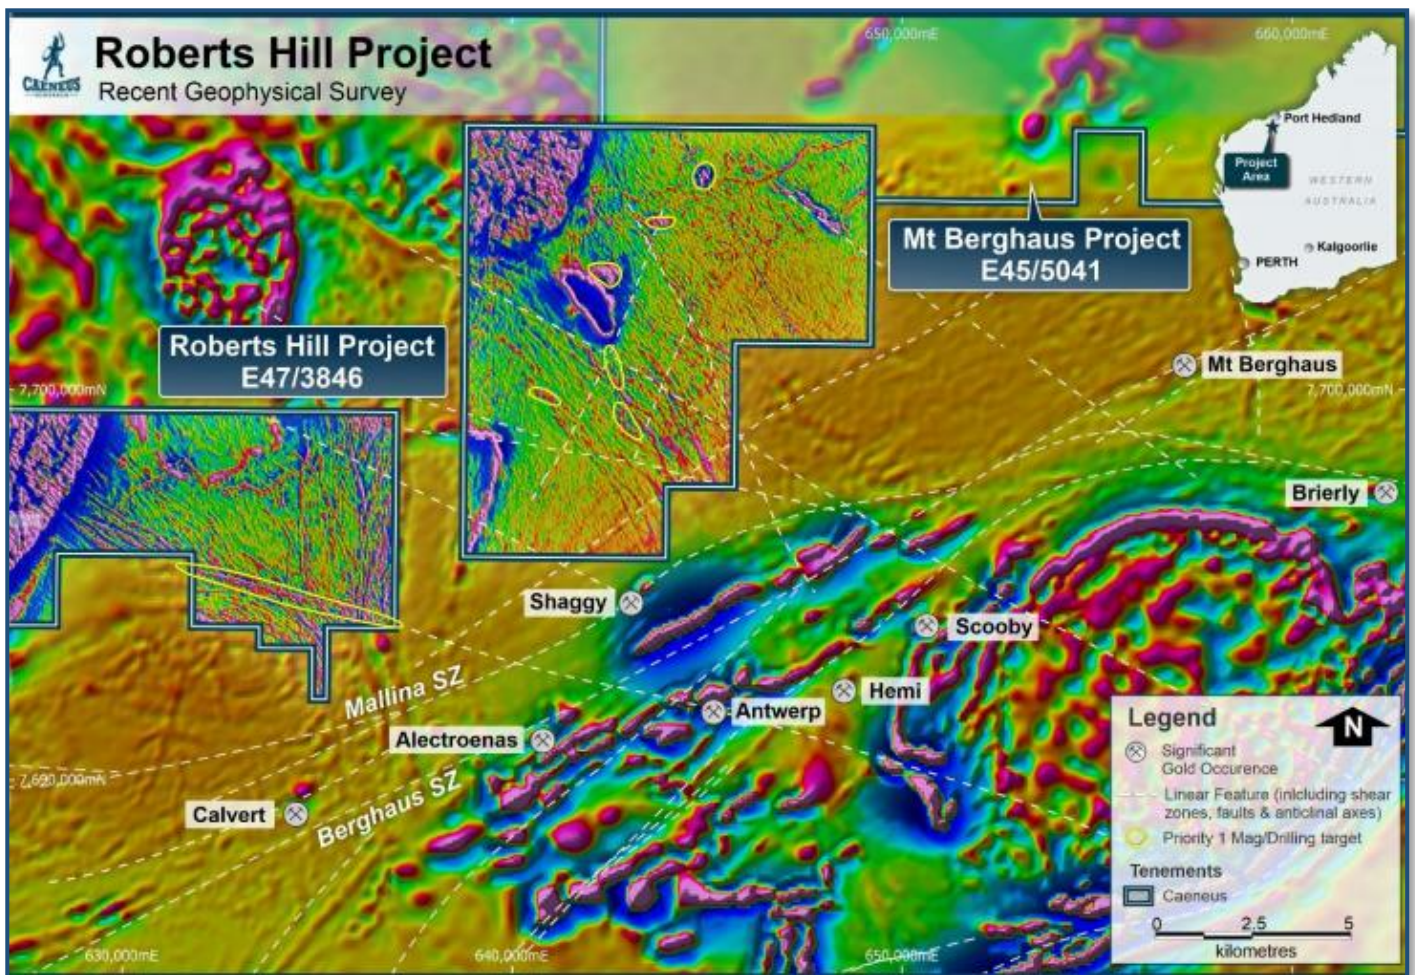 Roberts Hill Project
Recent Geophysical Survey
CAENEUS
650,000mE
660,000mE
Port Hedland
Project
Area
WESTERN
AUSTRALIA
Kalgoorlie
PERTH
Mt Berghaus Project
E45/5041
Roberts Hill Project
E47/3846
7,700,000mN
7,700,000mN
Mt Berghaus
Brierly
Shaggy
Scooby
Mallina SZ
Hemi
Antwerp
Alectroenas
7,690,000mN
Berghaus SZ
Calvert
630,000mE
640,000mE
650,000mE
Legend
N
Significant
Gold Occurence
Linear Feature (inlcluding shear
zones, faults & anticlinal axes)
Priority 1 Mag/Drilling target
Tenements
Caeneus
0 2.5 5
kilometres